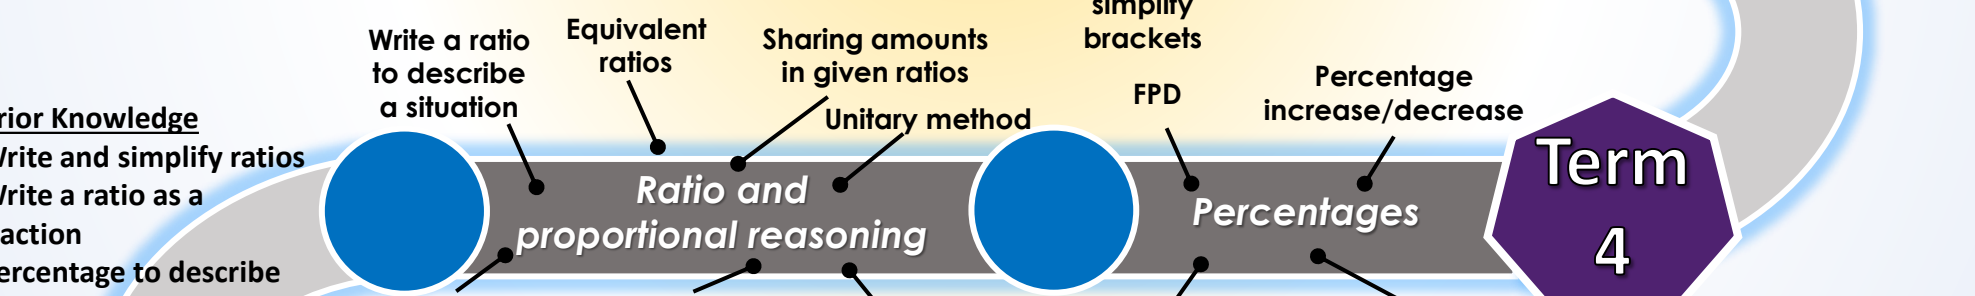 Write a ratio
to describe
a situation
Equivalent
ratios
Sharing amounts
in given ratios
Unitary method
simplify
brackets
FPD
Percentage
increase/decrease
rior Knowledge
Write and simplify ratios
Write a ratio as a
action
ercentage to describe
Ratio and
proportional reasoning
Percentages
Term
4